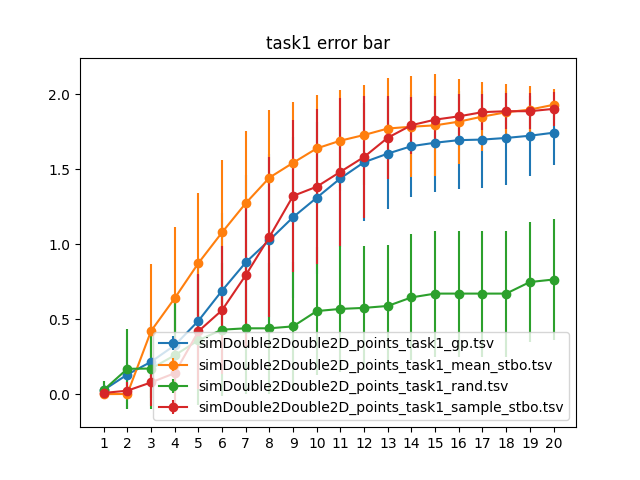 task1 error bar
2.0
1.5
1.0
0.5
0.0
simDouble2Double2D_points_task1_gp.tsv
simDouble2Double2D_points_task1_mean_stbo.tsv
simDouble2Double2D_points_task1_rand.tsv
simDouble2Double2D_points_task1_sample_stbo.tsv
1 2 3 4 5 6 7 8 9 10 11 12 13 14 15 16 17 18 19 20